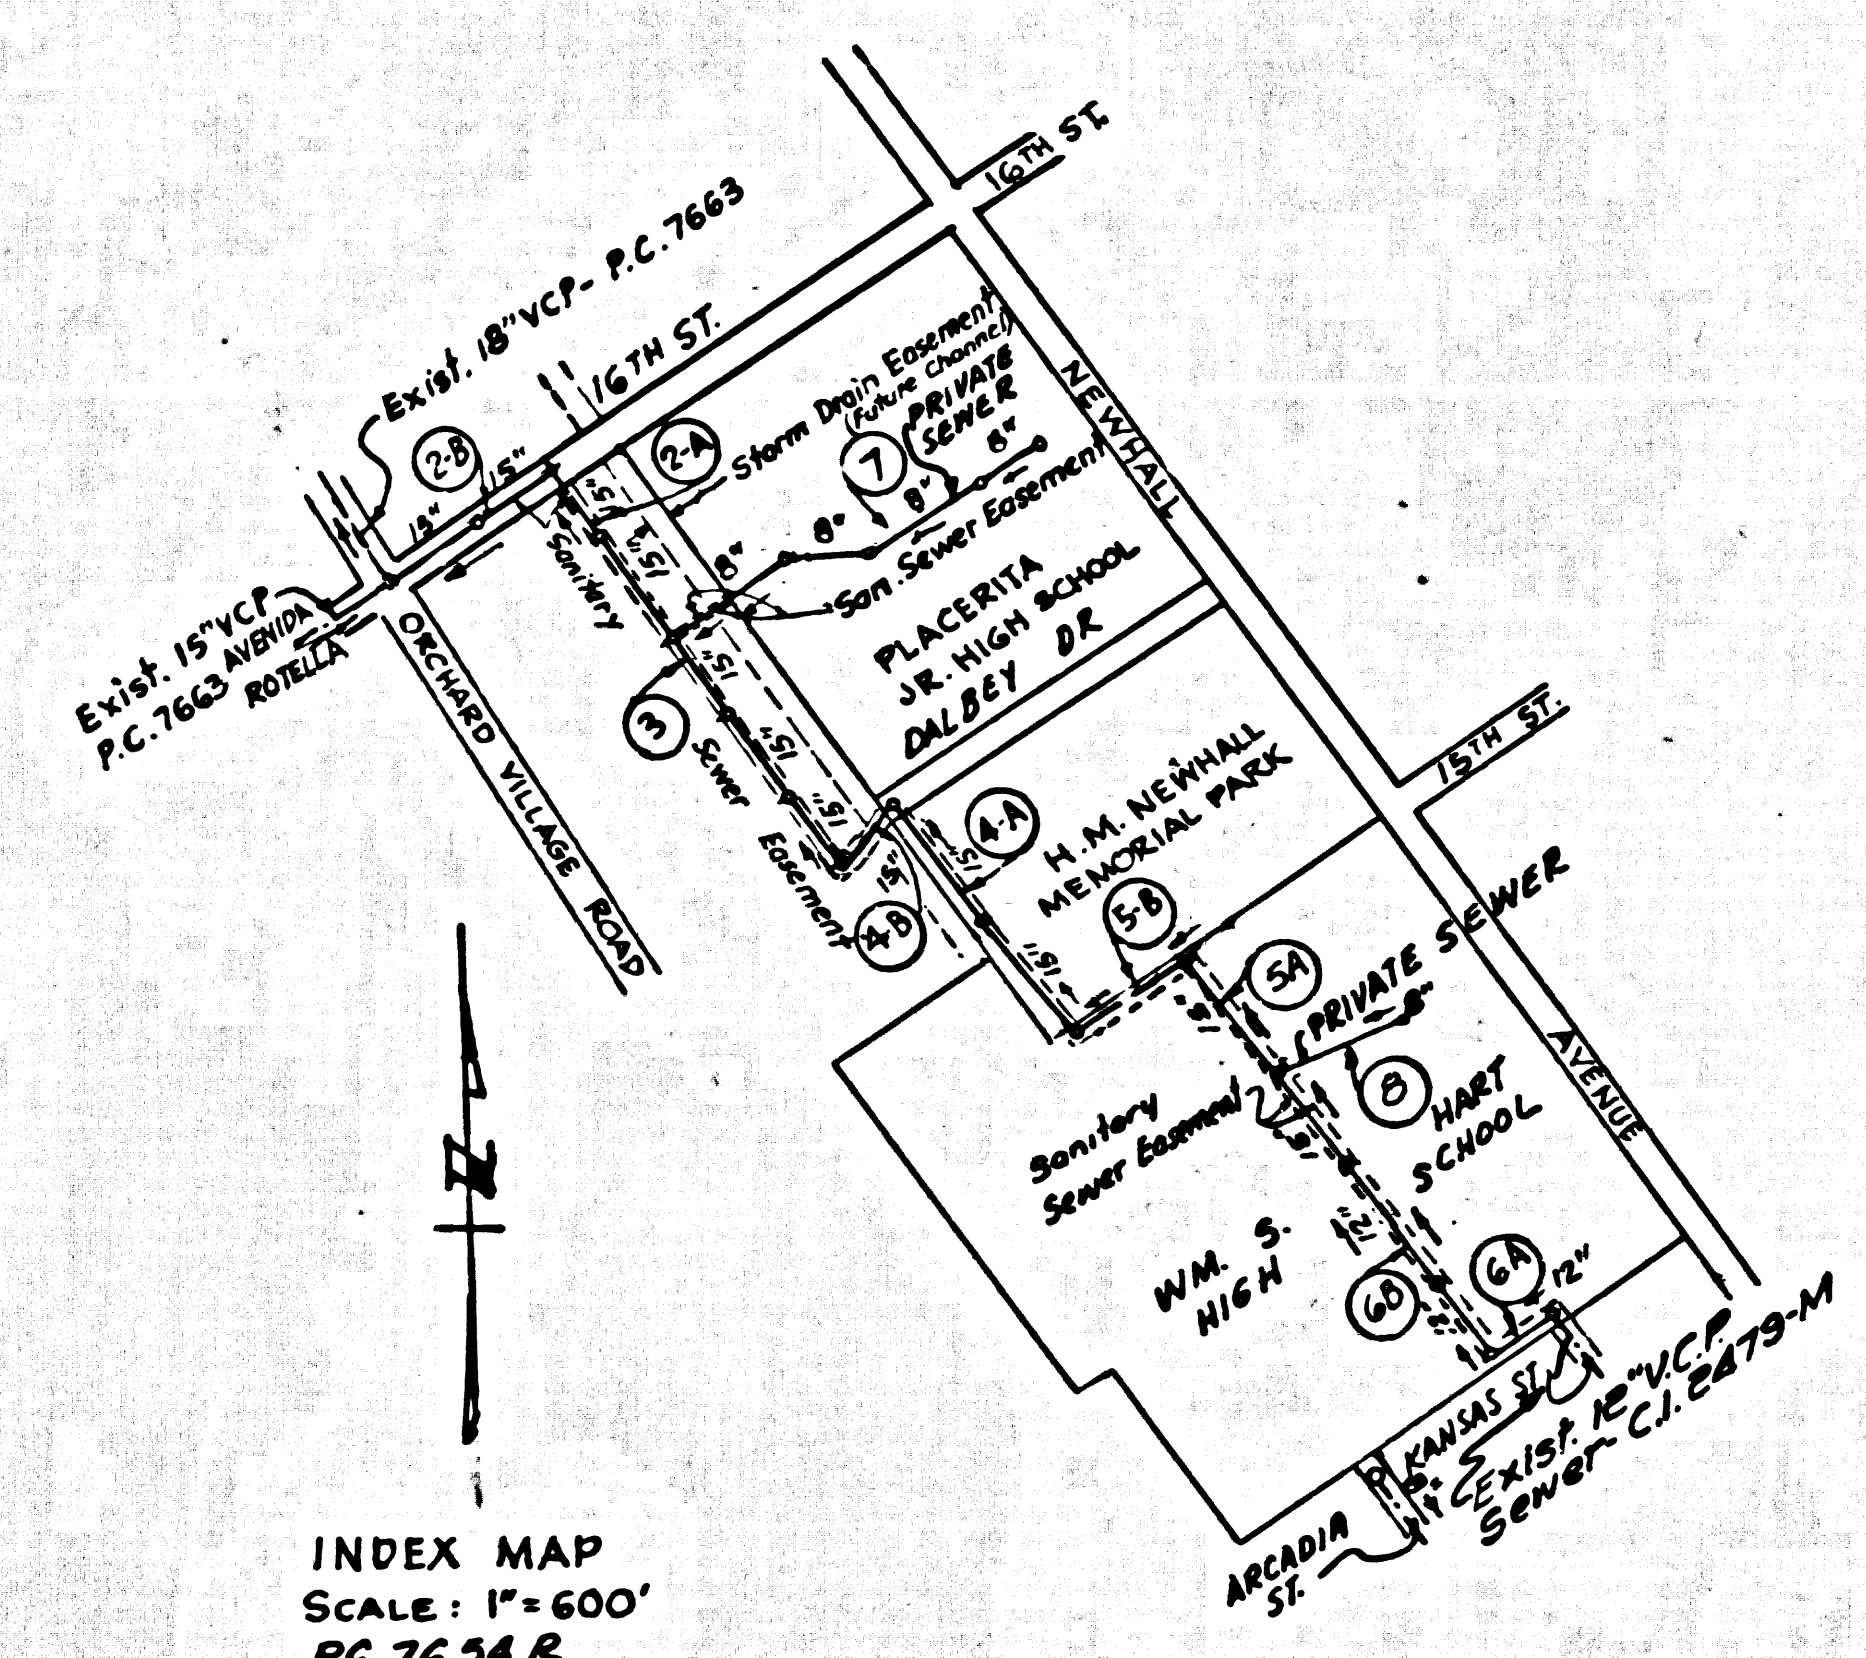 16TH ST.
Exist. 18" VCP- P.C. 7663
16TH ST.
2-B
15"
15"
2-A
Storm Drain Easement
(Future Channel)
7
PRIVATE
SEWER
8"
8"
8"
8"
San. Sewer Easement
NEWHALL
AVENUE
15"
15"
Sanitary
Sewer
Easement
PLACERITA
JR. HIGH SCHOOL
DALBEY DR
Exist. 15" VCP
P.C. 7663
AVENIDA
ROTELLA
ORCHARD VILLAGE ROAD
3
15"
15"
15"
15TH ST.
4-A
15"
H.M. NEWHALL
MEMORIAL PARK
15"
4-B
5-B
15"
5A
PRIVATE SEWER
8"
8
Sanitary
Sewer Easement
WM. S. HART
HIGH SCHOOL
12"
6B
6A
12"
KANSAS ST.
Exist. 12" V.C.P.
Sewer- C.I. 2479-M
ARCADIA
ST.
N
INDEX MAP
SCALE: 1"=600'